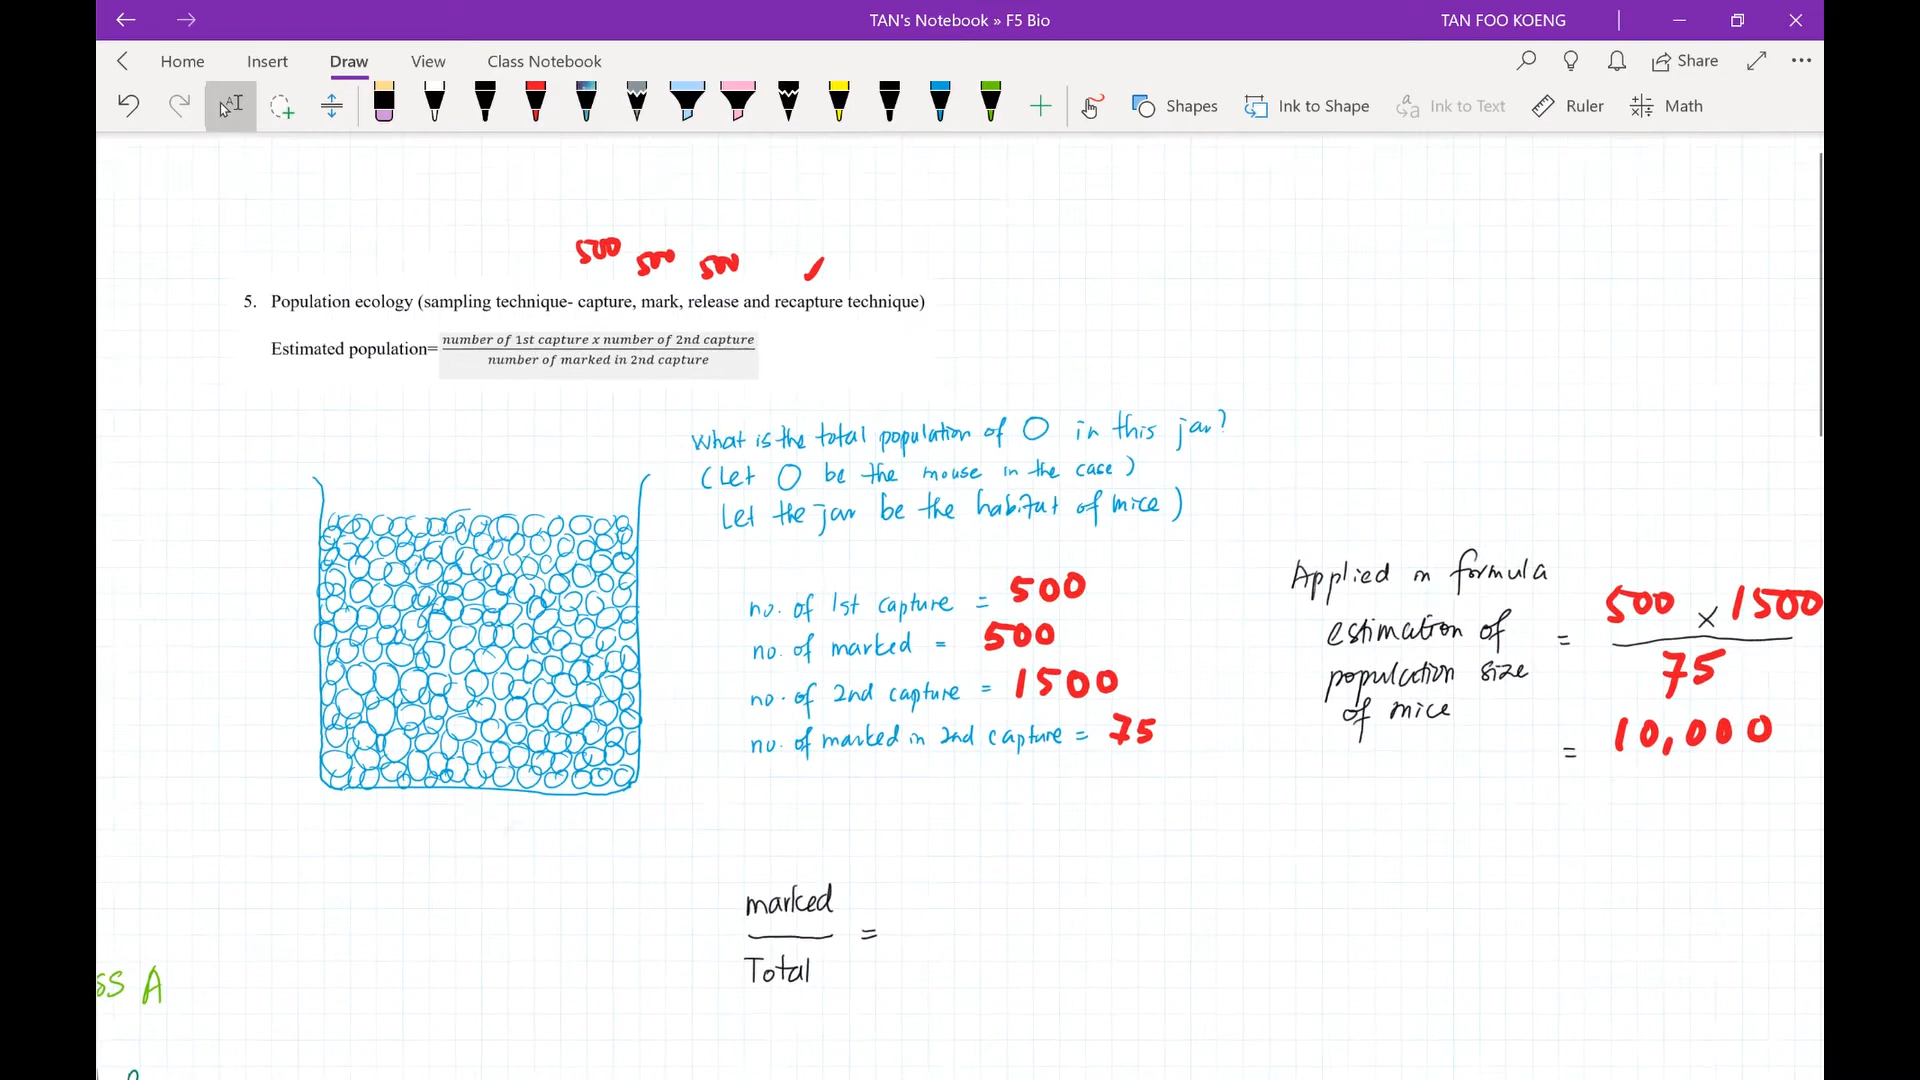 TAN's Notebook » F5 Bio
TAN FOO KOENG
Home Insert Draw View Class Notebook
Share
Shapes Ink to Shape Ink to Text Ruler Math
500 500 500
5. Population ecology (sampling technique- capture, mark, release and recapture technique)
Estimated population= number of 1st capture x number of 2nd capture
number of marked in 2nd capture
What is the total population of O in this jar?
(Let O be the mouse in the case)
Let the jar be the habitat of mice)
no. of 1st capture = 500
no. of marked = 500
no. of 2nd capture = 1500
no. of marked in 2nd capture = 75
Applied in formula
estimation of
population size
of mice
= 500 × 1500
75
= 10,000
marked
Total
=
ss A